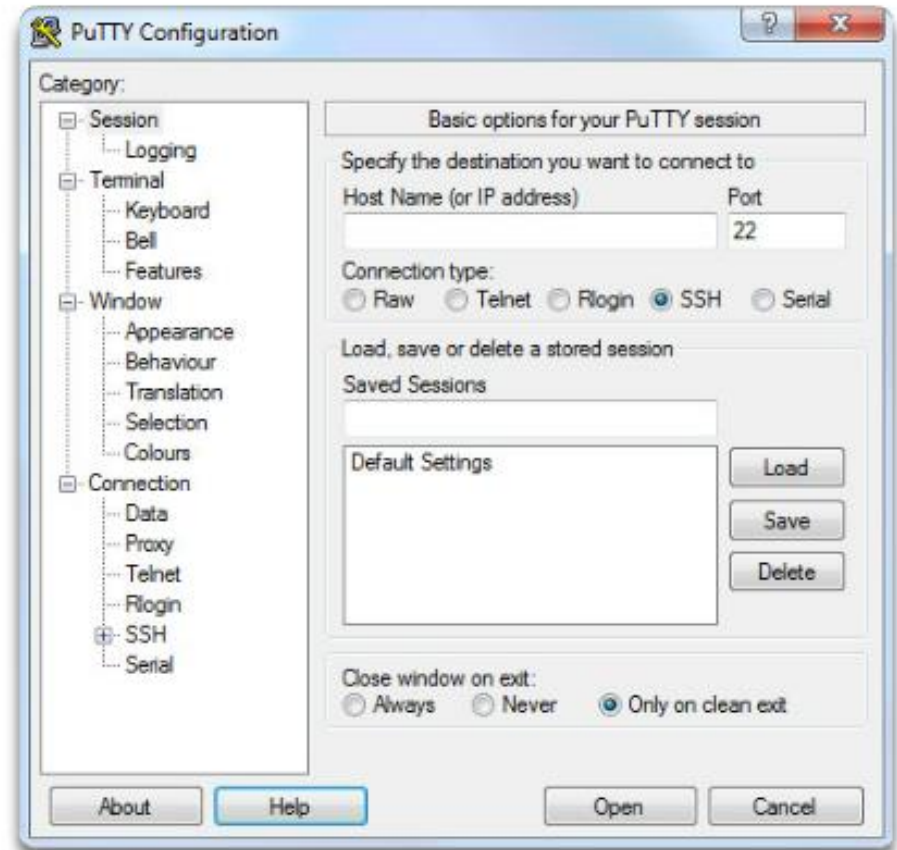 PuTTY Configuration
Category:
Session
Logging
Terminal
Keyboard
Bell
Features
Window
Appearance
Behaviour
Translation
Selection
Colours
Connection
Data
Proxy
Telnet
Rlogin
SSH
Serial
Basic options for your PuTTY session
Specify the destination you want to connect to
Host Name (or IP address) Port
22
Connection type:
Raw Telnet Rlogin SSH Serial
Load, save or delete a stored session
Saved Sessions
Default Settings
Load
Save
Delete
Close window on exit:
Always Never Only on clean exit
About Help Open Cancel